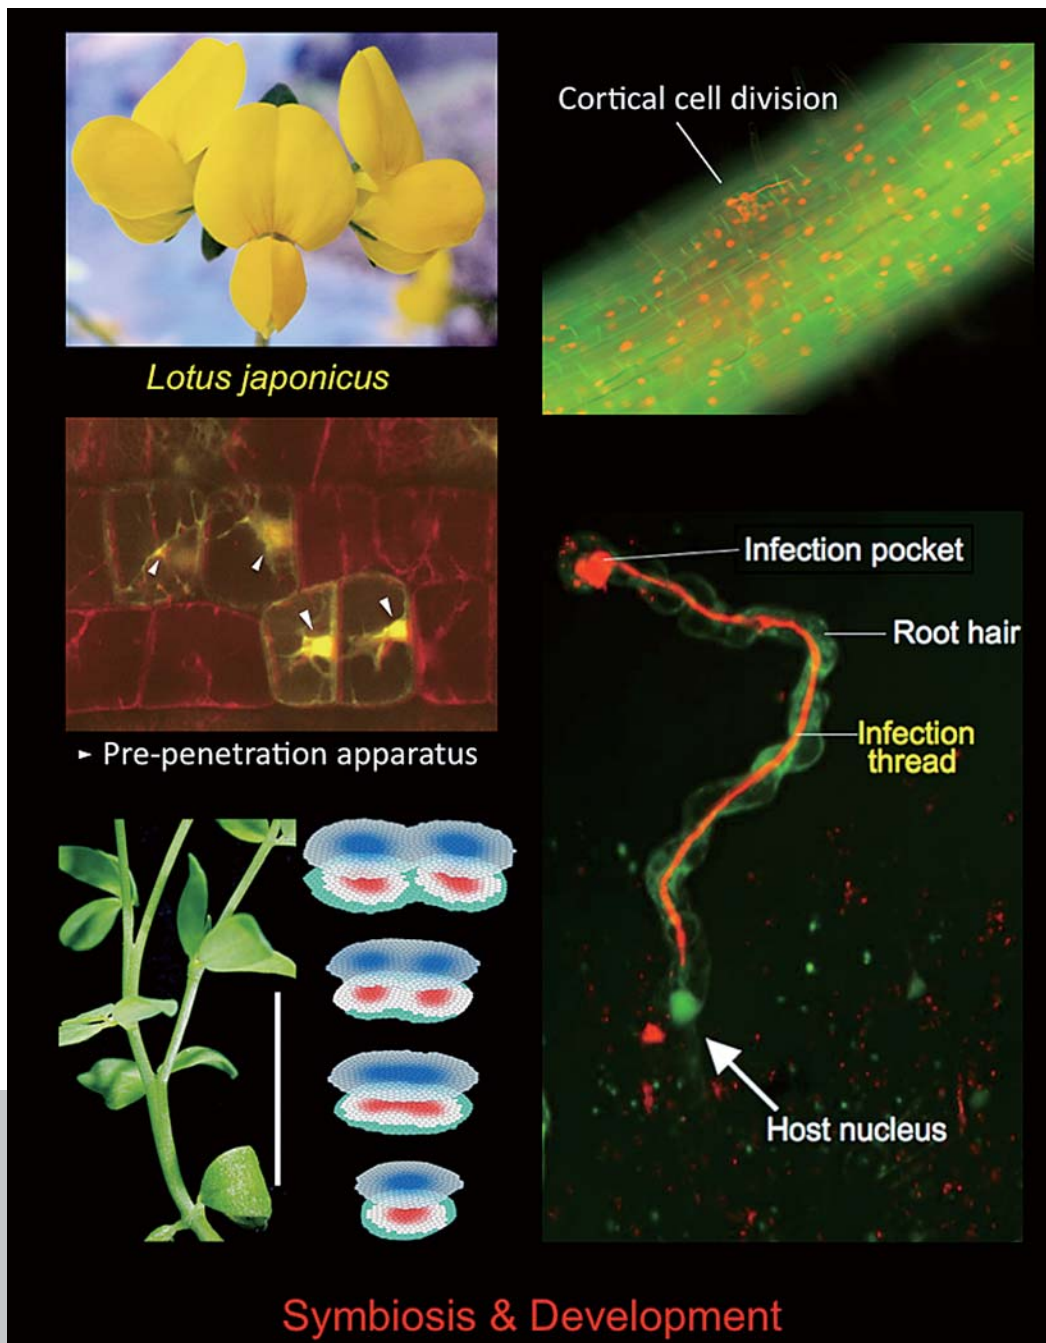 Lotus japonicus
Cortical cell division
► Pre-penetration apparatus
Infection pocket
Root hair
Infection
thread
Host nucleus
Symbiosis & Development